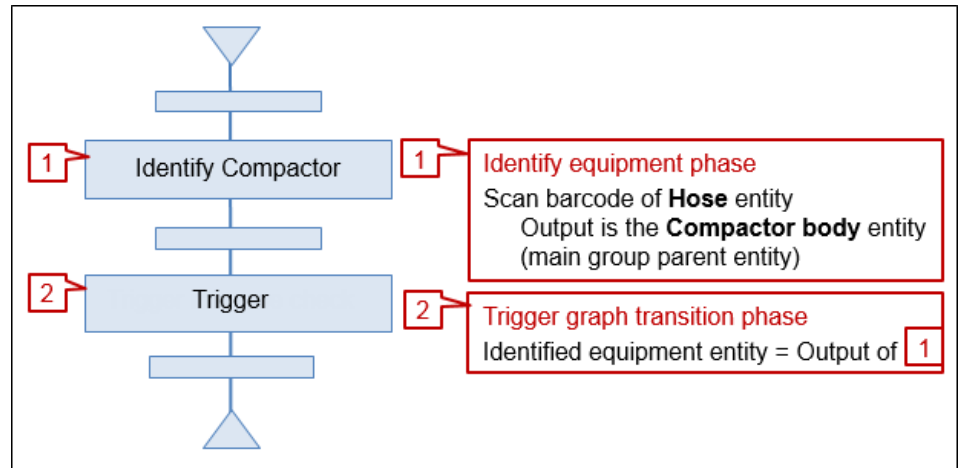 1
Identify Compactor
1
Identify equipment phase
Scan barcode of Hose entity
Output is the Compactor body entity
(main group parent entity)
2
Trigger
2
Trigger graph transition phase
Identified equipment entity = Output of 1